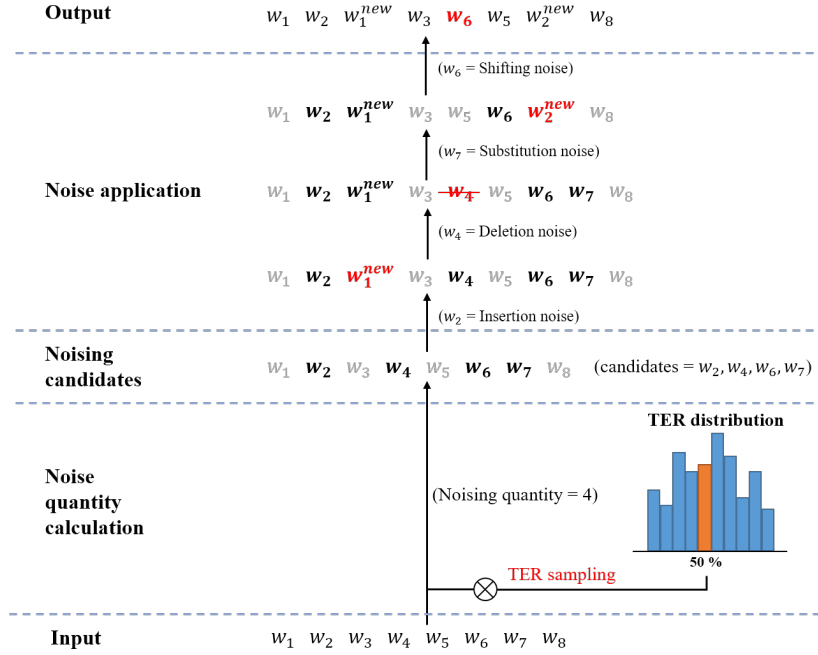 Output w₁ w₂ w₁ⁿᵉʷ w₃ w₆ w₅ w₂ⁿᵉʷ w₈
(w₆ = Shifting noise)
w₁ w₂ w₁ⁿᵉʷ w₃ w₅ w₆ w₂ⁿᵉʷ w₈
(w₇ = Substitution noise)
Noise application w₁ w₂ w₁ⁿᵉʷ w₃ w₄ w₅ w₆ w₇ w₈
(w₄ = Deletion noise)
w₁ w₂ w₁ⁿᵉʷ w₃ w₄ w₅ w₆ w₇ w₈
(w₂ = Insertion noise)
Noising
candidates
w₁ w₂ w₃ w₄ w₅ w₆ w₇ w₈ (candidates = w₂, w₄, w₆, w₇)
TER distribution
Noise
quantity
calculation
(Noising quantity = 4)
50 %
TER sampling
Input w₁ w₂ w₃ w₄ w₅ w₆ w₇ w₈